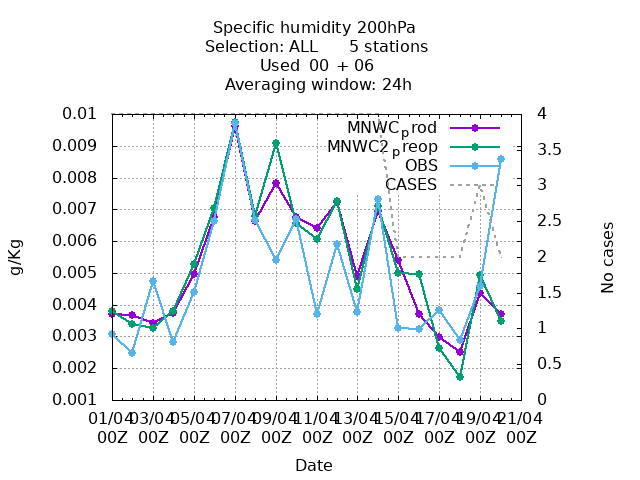 Specific humidity 200hPa
Selection: ALL 5 stations
Used 00 + 06
Averaging window: 24h
0.01
0.009
0.008
0.007
0.006
0.005
0.004
0.003
0.002
0.001
g/Kg
MNWCprod
MNWC2preop
OBS
CASES
4
3.5
3
2.5
2
1.5
1
0.5
0
No cases
01/04 03/04 05/04 07/04 09/04 11/04 13/04 15/04 17/04 19/04 21/04
00Z 00Z 00Z 00Z 00Z 00Z 00Z 00Z 00Z 00Z 00Z
Date